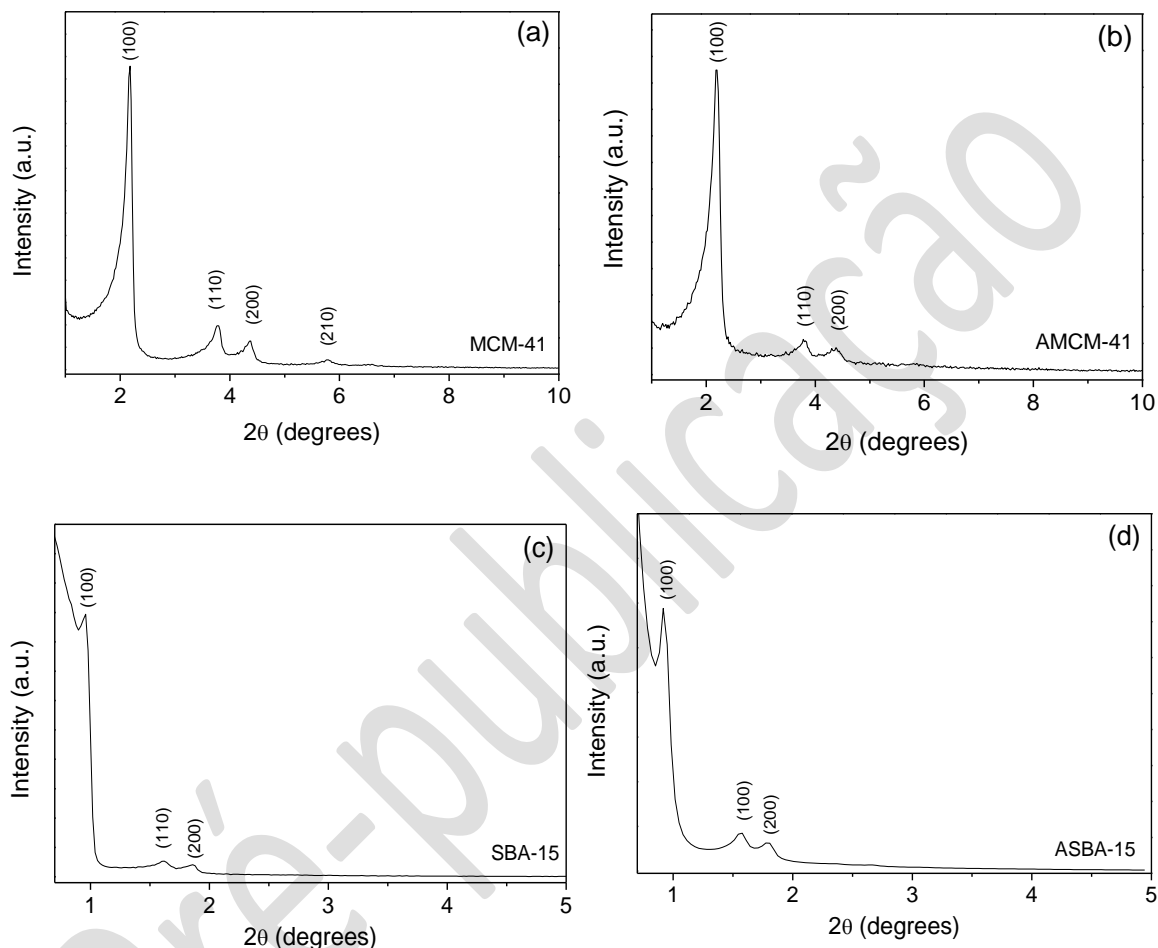 (a)
(100)
(110)
(200)
(210)
MCM-41
Intensity (a.u.)
2 4 6 8 10
2θ (degrees)
(b)
(100)
(110)
(200)
AMCM-41
Intensity (a.u.)
2 4 6 8 10
2θ (degrees)
(c)
(100)
(110)
(200)
SBA-15
Intensity (a.u.)
1 2 3 4 5
2θ (degrees)
(d)
(100)
(100)
(200)
ASBA-15
Intensity (a.u.)
1 2 3 4 5
2θ (degrees)
Pré-publicação